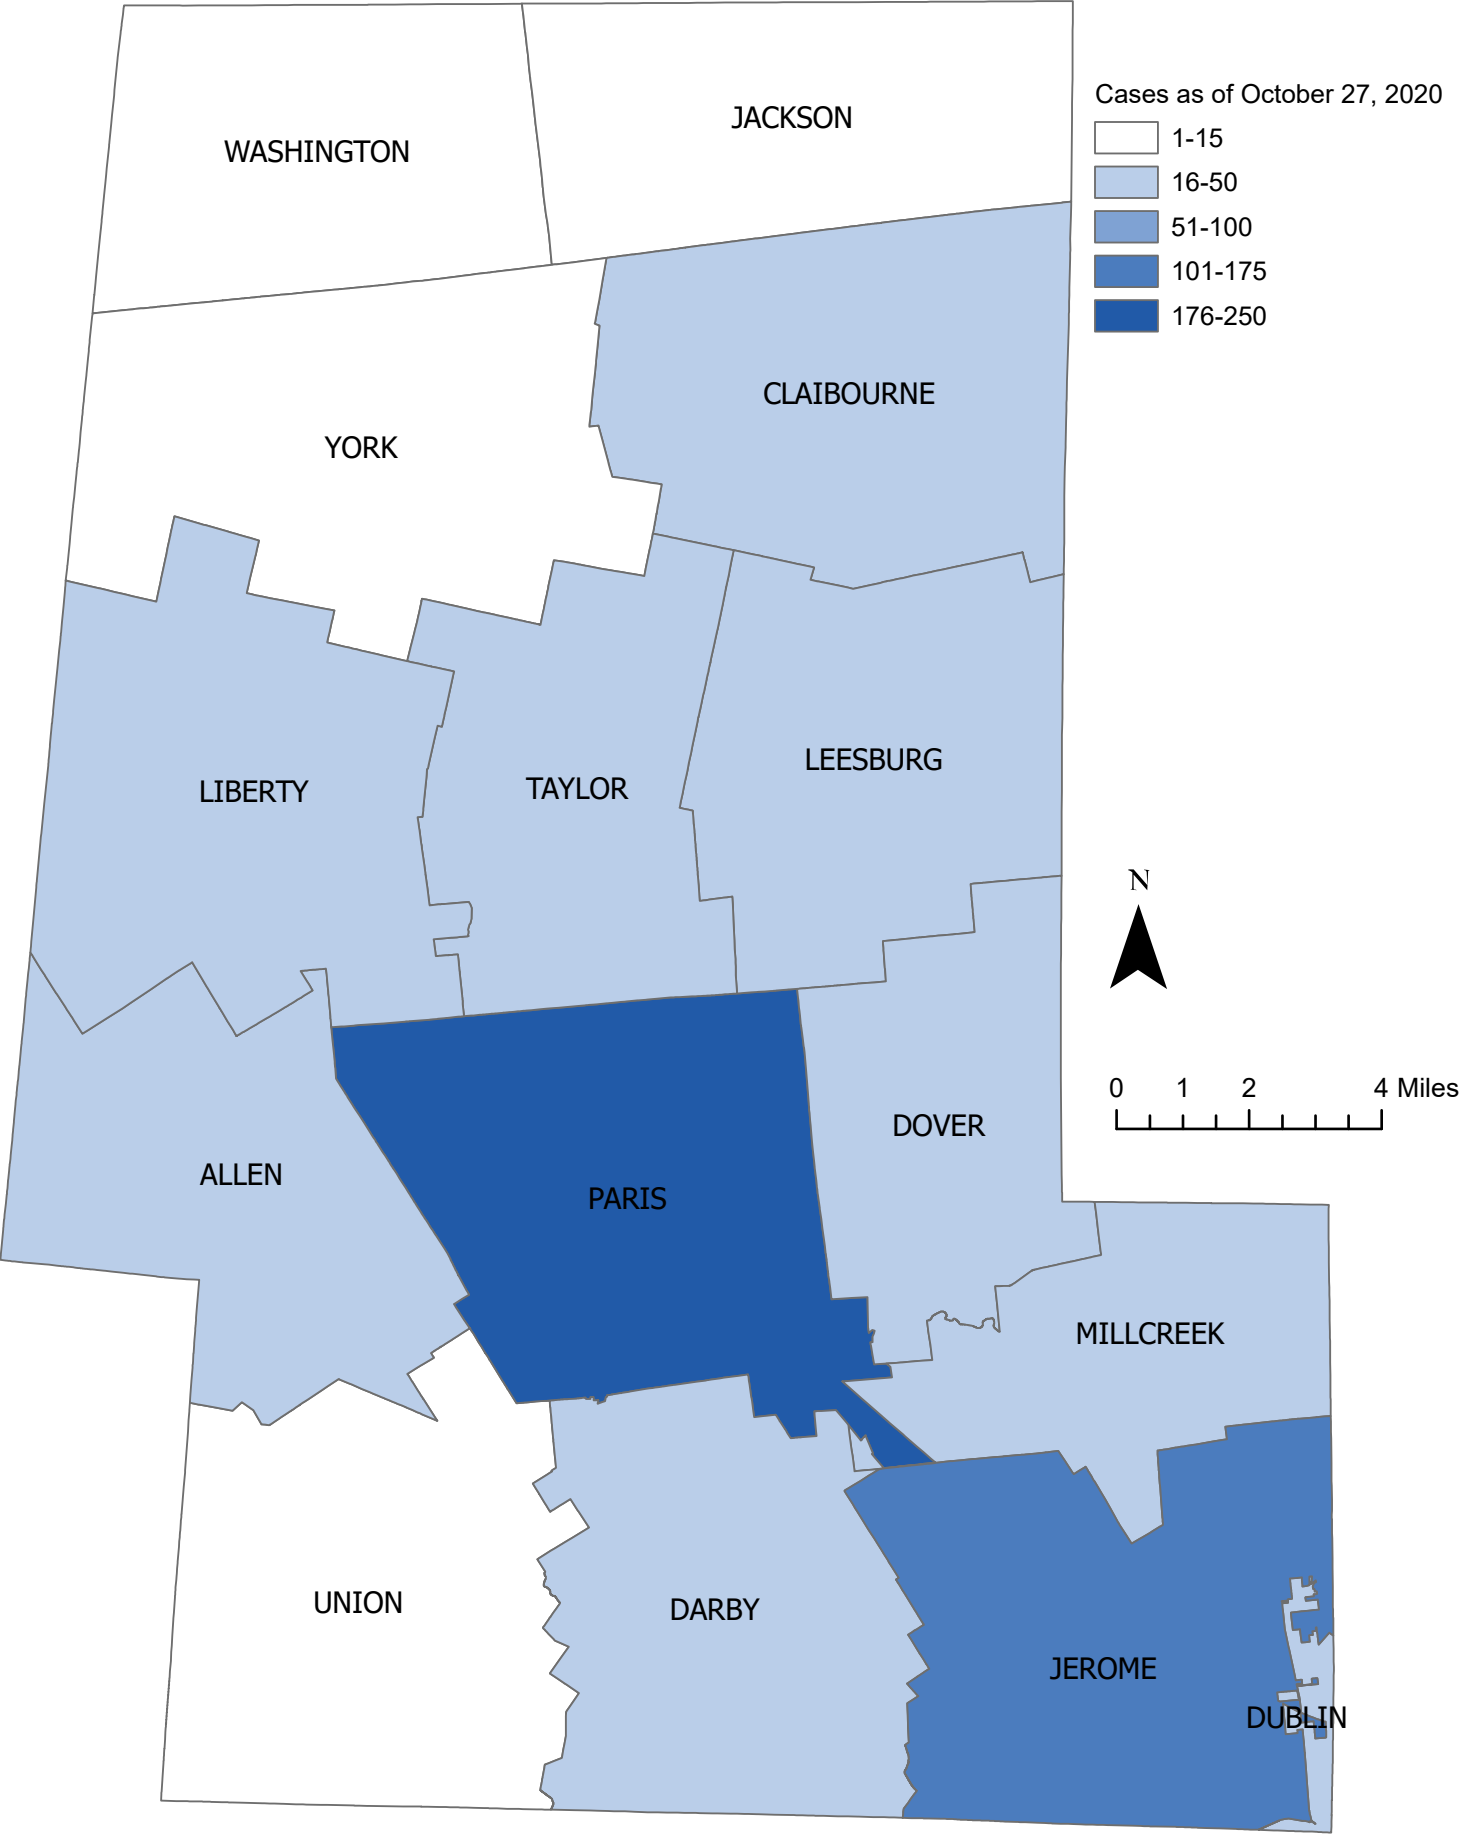 Cases as of October 27, 2020
1-15
16-50
51-100
101-175
176-250
JACKSON
WASHINGTON
CLAIBOURNE
YORK
LEESBURG
TAYLOR
LIBERTY
N
0 1 2 4 Miles
DOVER
ALLEN
PARIS
MILLCREEK
UNION
DARBY
JEROME
DUBLIN